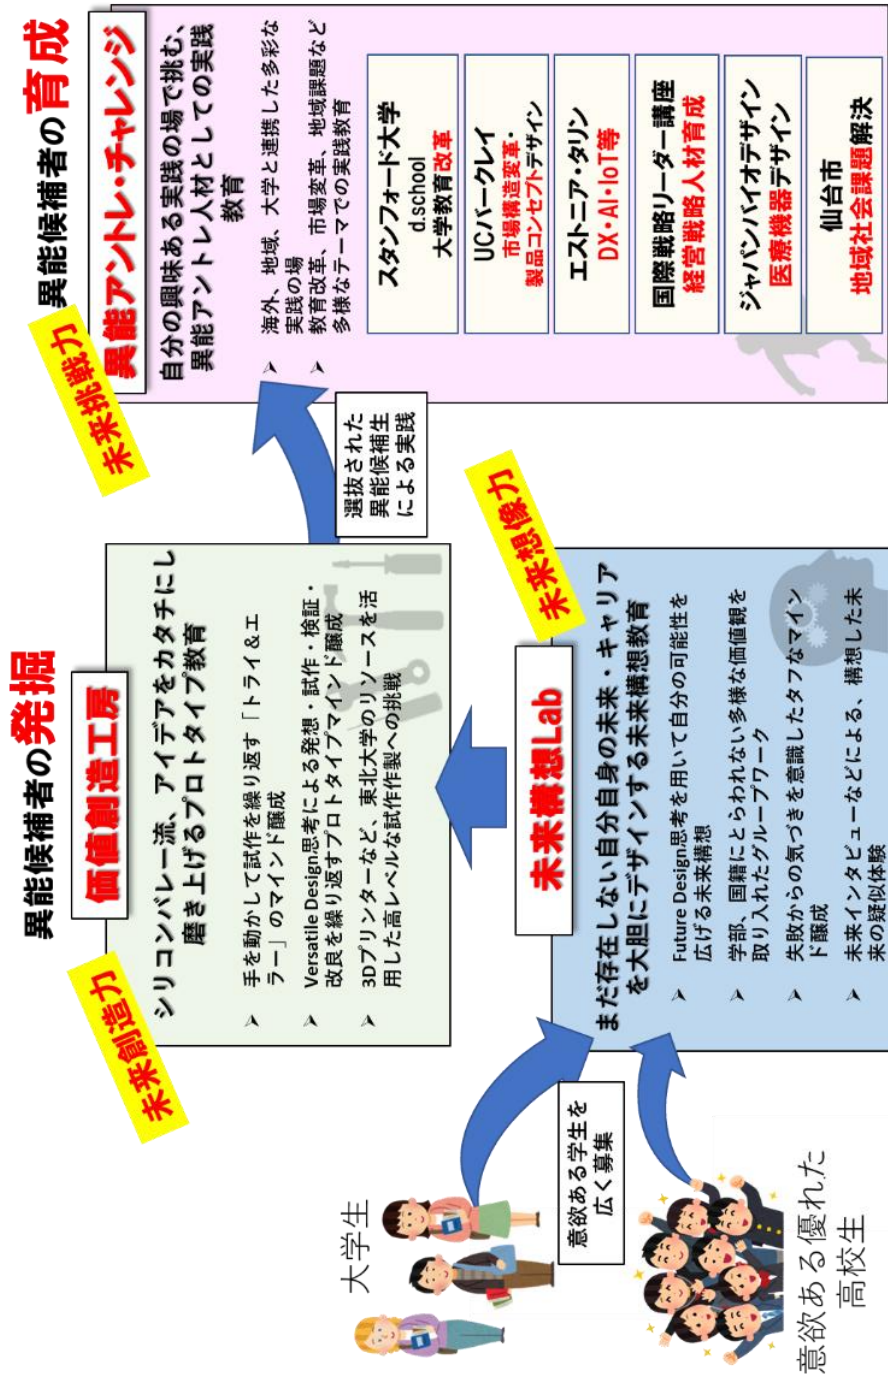 異能候補者の発掘
未来創造力
価値創造工房
シリコンバレー流、アイデアをカタチにし
磨き上げるプロトタイプ教育
➢ 手を動かして試作を繰り返す「トライ&エ
ラー」のマインド醸成
➢ Versatile Design思考による発想・試作・検証・
改良を繰り返すプロトタイプマインド醸成
➢ 3Dプリンターなど、東北大学のリソースを活
用した高レベルな試作作製への挑戦
大学生
意欲ある学生を
広く募集
意欲ある優れた
高校生
未来構想Lab
未来想像力
まだ存在しない自分自身の未来・キャリア
を大胆にデザインする未来構想教育
➢ Future Design思考を用いて自分の可能性を
広げる未来構想
➢ 学部、国籍にとらわれない多様な価値観を
取り入れたグループワーク
➢ 失敗からの気づきを意識したタフなマイン
ド醸成
➢ 未来インタビューなどによる、構想した未
来の疑似体験
選抜された
異能候補生
による実践
異能候補者の育成
未来挑戦力
異能アントレ・チャレンジ
自分の興味ある実践の場で挑む、
異能アントレ人材としての実践
教育
➢ 海外、地域、大学と連携した多彩な
実践の場
➢ 教育改革、市場変革、地域課題など
多様なテーマでの実践教育
スタンフォード大学
d.school
大学教育改革
UCバークレイ
市場構造変革・
製品コンセプトデザイン
エストニア・タリン
DX・AI・IoT等
国際戦略リーダー講座
経営戦略人材育成
ジャパンバイオデザイン
医療機器デザイン
仙台市
地域社会課題解決